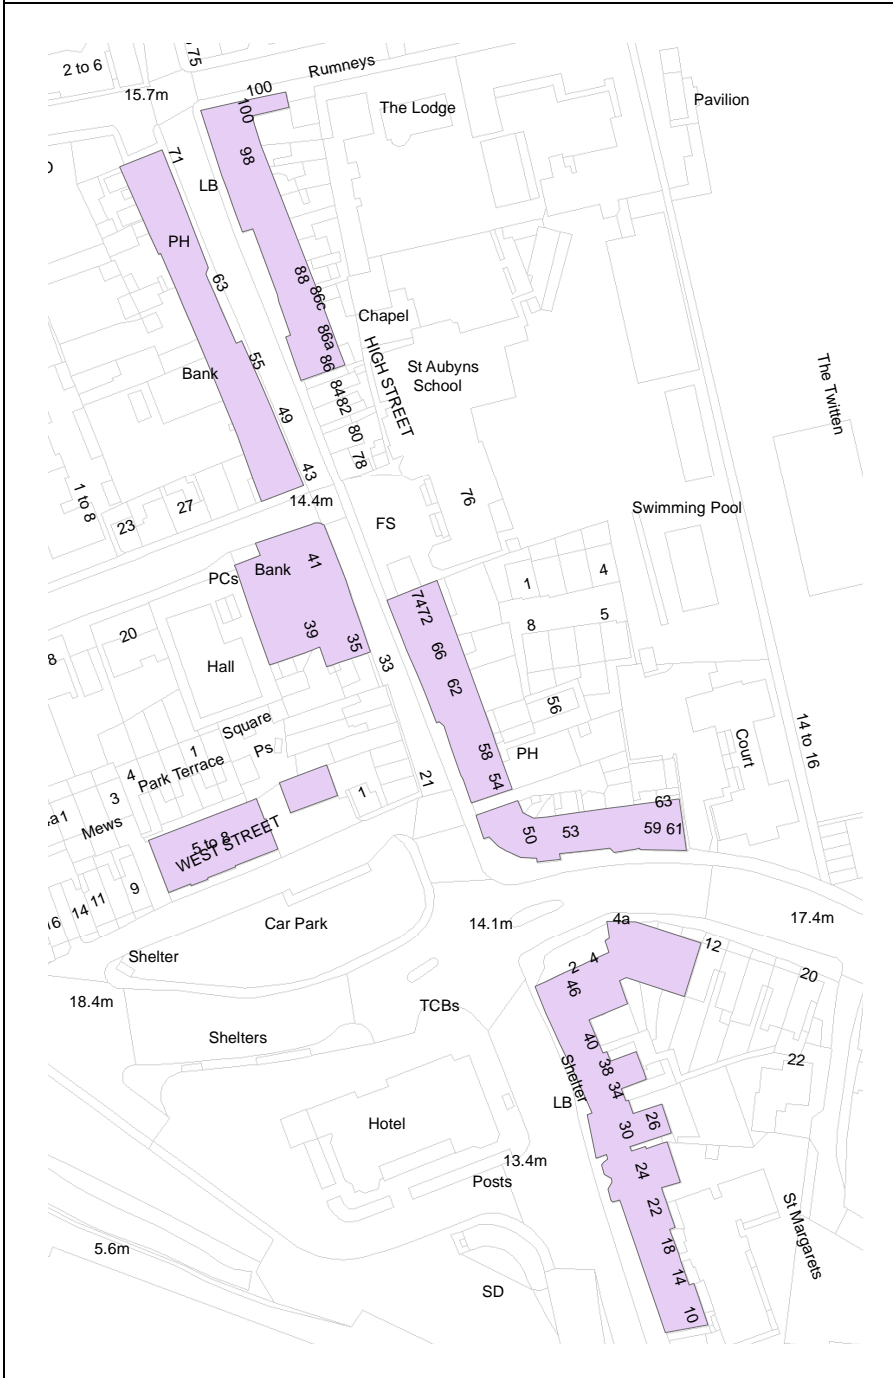 75
2 to 6
Rumneys
15.7m
100
100
The Lodge
Pavilion
71
98
LB
PH
63
88
86c
Chapel
86a
HIGH STREET
55
Bank
86
St Aubyns
School
The Twitten
84
82
49
80
78
43
14.4m
1 to 8
27
23
76
Swimming Pool
FS
41
Bank
PCs
1
4
7472
5
8
20
39
35
33
66
8
Hall
62
56
Square
1
Ps
58
PH
Court
14 to 16
4
Park Terrace
54
21
3
1
63
a1
Mews
5 to 8
WEST STREET
50
53
59
61
9
11
14
16
Car Park
14.1m
4a
17.4m
12
Shelter
2
4
20
46
18.4m
TCBs
Shelters
40
38
Shelter
34
22
LB
26
Hotel
30
13.4m
24
Posts
22
St Margarets
5.6m
18
14
SD
10